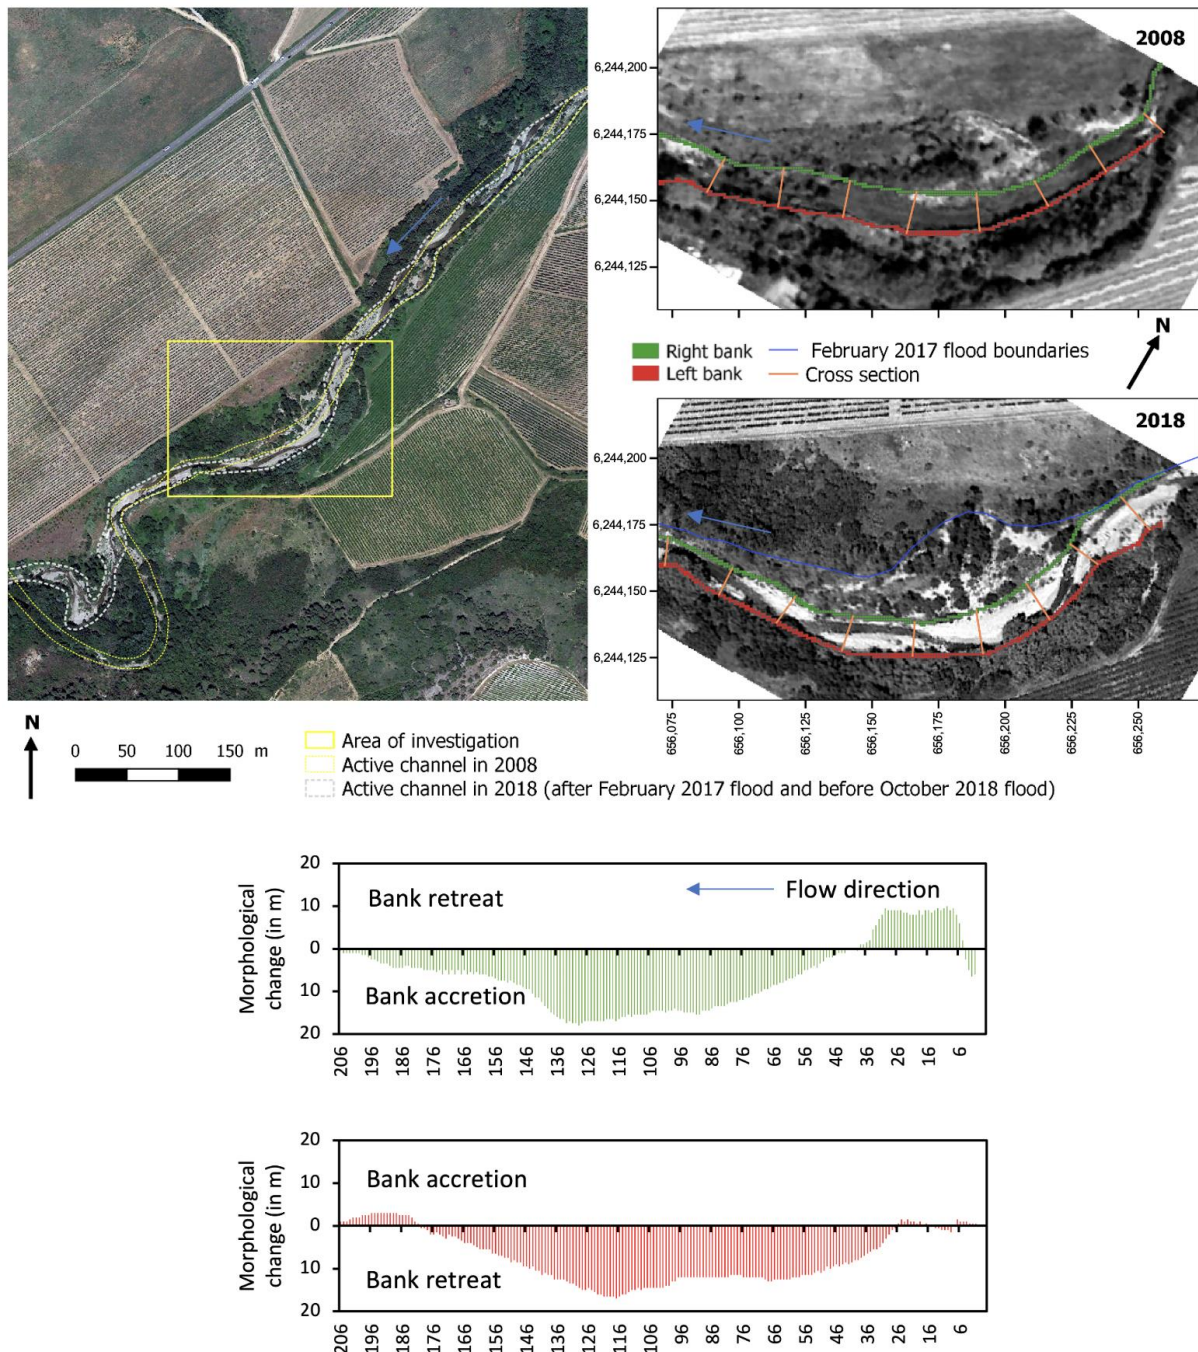 2008
6,244,200
6,244,175
6,244,150
6,244,125
N
Right bank
February 2017 flood boundaries
Left bank
Cross section
2018
6,244,200
6,244,175
6,244,150
6,244,125
656,075
656,100
656,125
656,150
656,175
656,200
656,225
656,250
N
0 50 100 150 m
Area of investigation
Active channel in 2008
Active channel in 2018 (after February 2017 flood and before October 2018 flood)
Morphological
change (in m)
20
10
0
10
20
Bank retreat
Flow direction
Bank accretion
206 196 186 176 166 156 146 136 126 116 106 96 86 76 66 56 46 36 26 16 6
Morphological
change (in m)
20
10
0
10
20
Bank accretion
Bank retreat
206 196 186 176 166 156 146 136 126 116 106 96 86 76 66 56 46 36 26 16 6